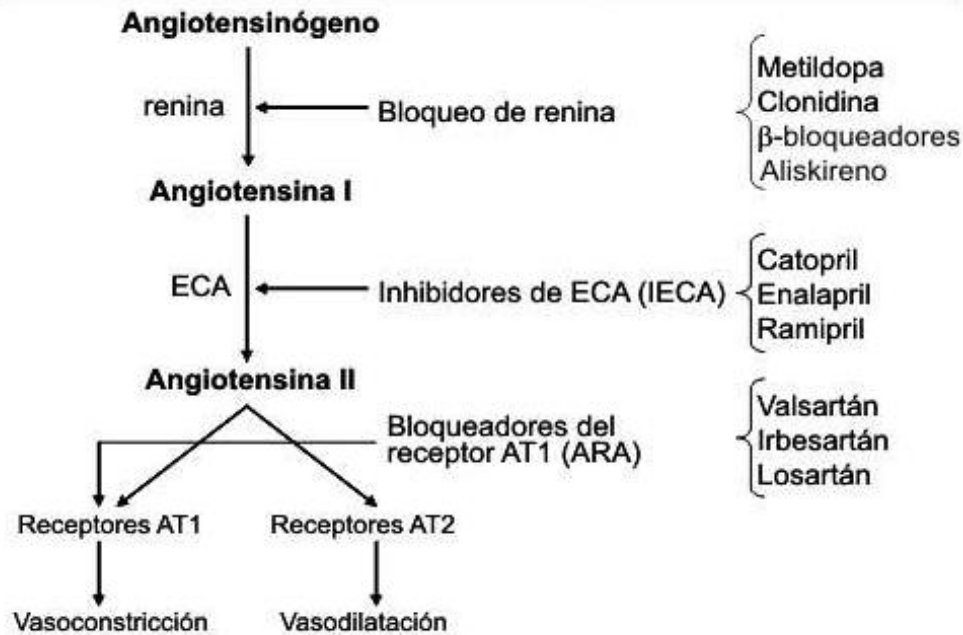 Angiotensinógeno
renina
Bloqueo de renina
Metildopa
Clonidina
β-bloqueadores
Aliskireno
Angiotensina I
ECA
Inhibidores de ECA (IECA)
Catopril
Enalapril
Ramipril
Angiotensina II
Bloqueadores del
receptor AT1 (ARA)
Valsartán
Irbesartán
Losartán
Receptores AT1
Receptores AT2
Vasoconstricción
Vasodilatación